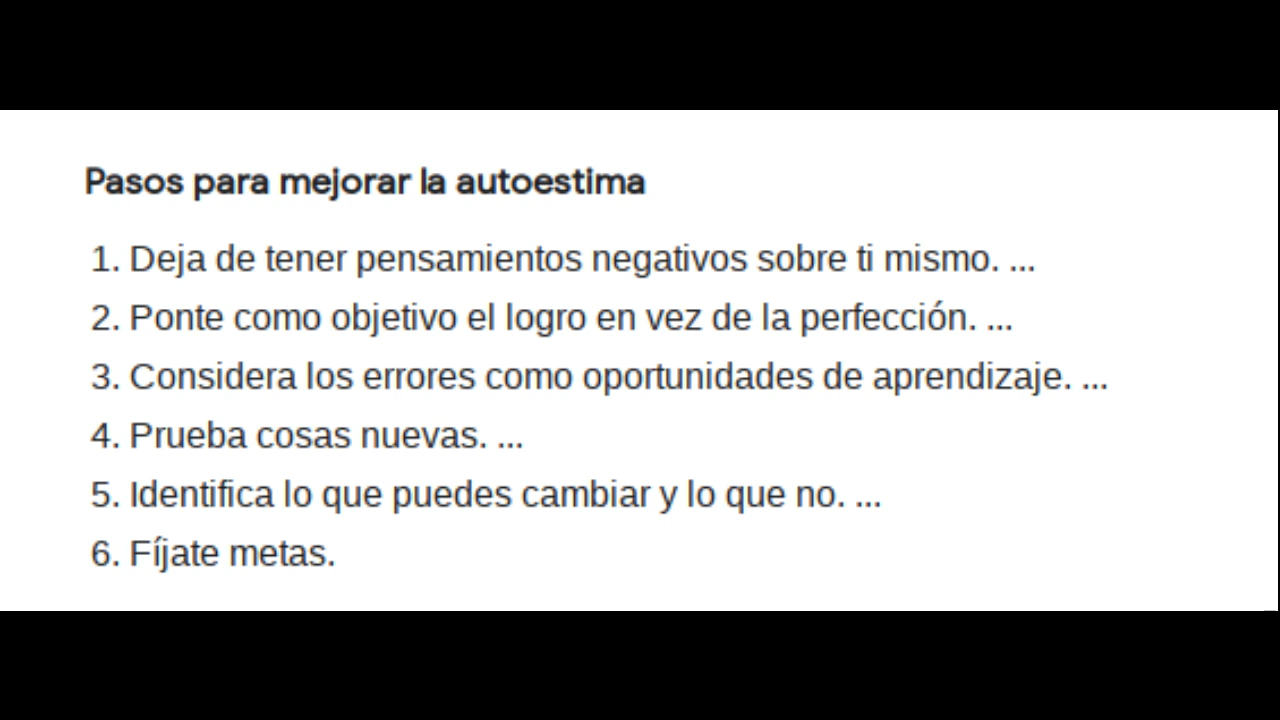 Pasos para mejorar la autoestima
1. Deja de tener pensamientos negativos sobre ti mismo. ...
2. Ponte como objetivo el logro en vez de la perfección. ...
3. Considera los errores como oportunidades de aprendizaje. ...
4. Prueba cosas nuevas. ...
5. Identifica lo que puedes cambiar y lo que no. ...
6. Fíjate metas.